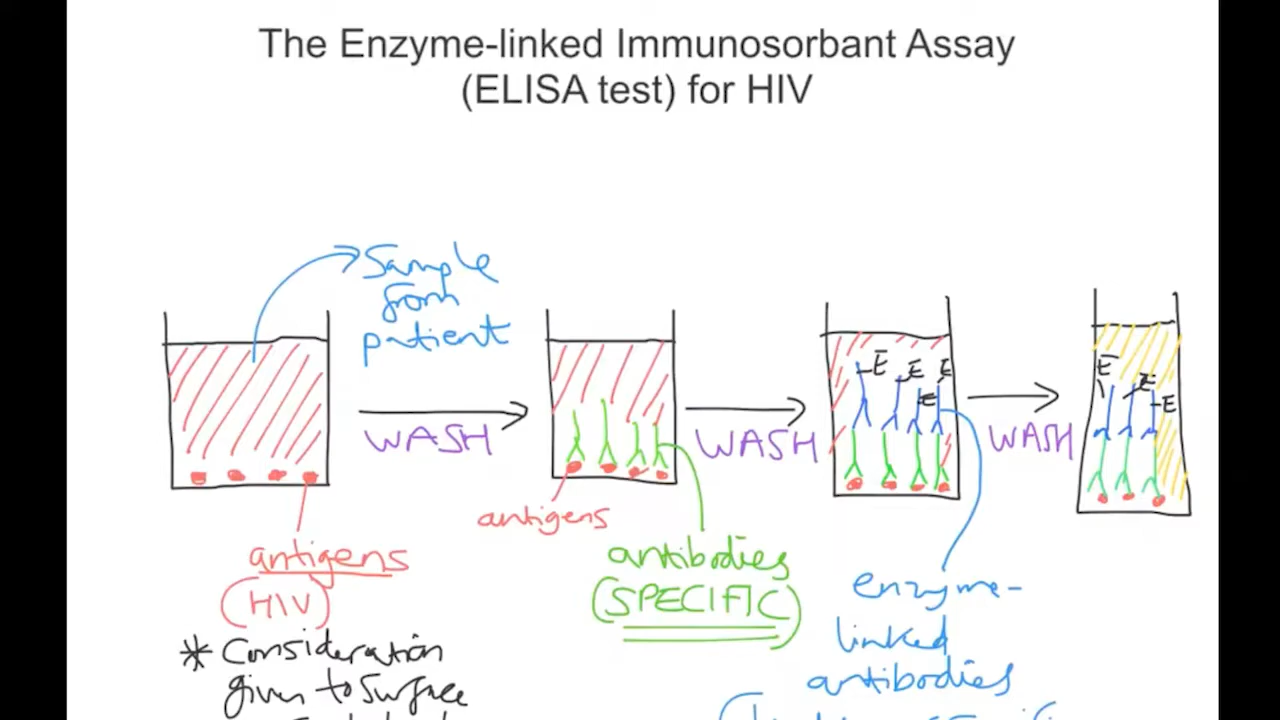 The Enzyme-linked Immunosorbant Assay
(ELISA test) for HIV
Sample
from
patient
WASH
antigens
(HIV)
* Consideration
given to surface
antigens
antibodies
(SPECIFIC)
WASH
E
E
E
E
enzyme-
linked
antibodies
WASH
E
E
E